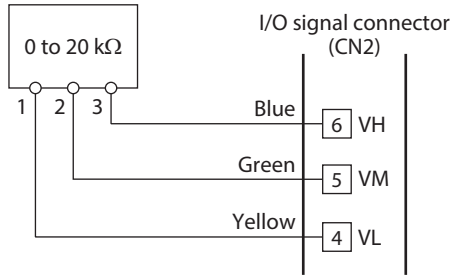 I/O signal connector
(CN2)
0 to 20 kΩ
1 2 3
Blue
6 VH
Green
5 VM
Yellow
4 VL